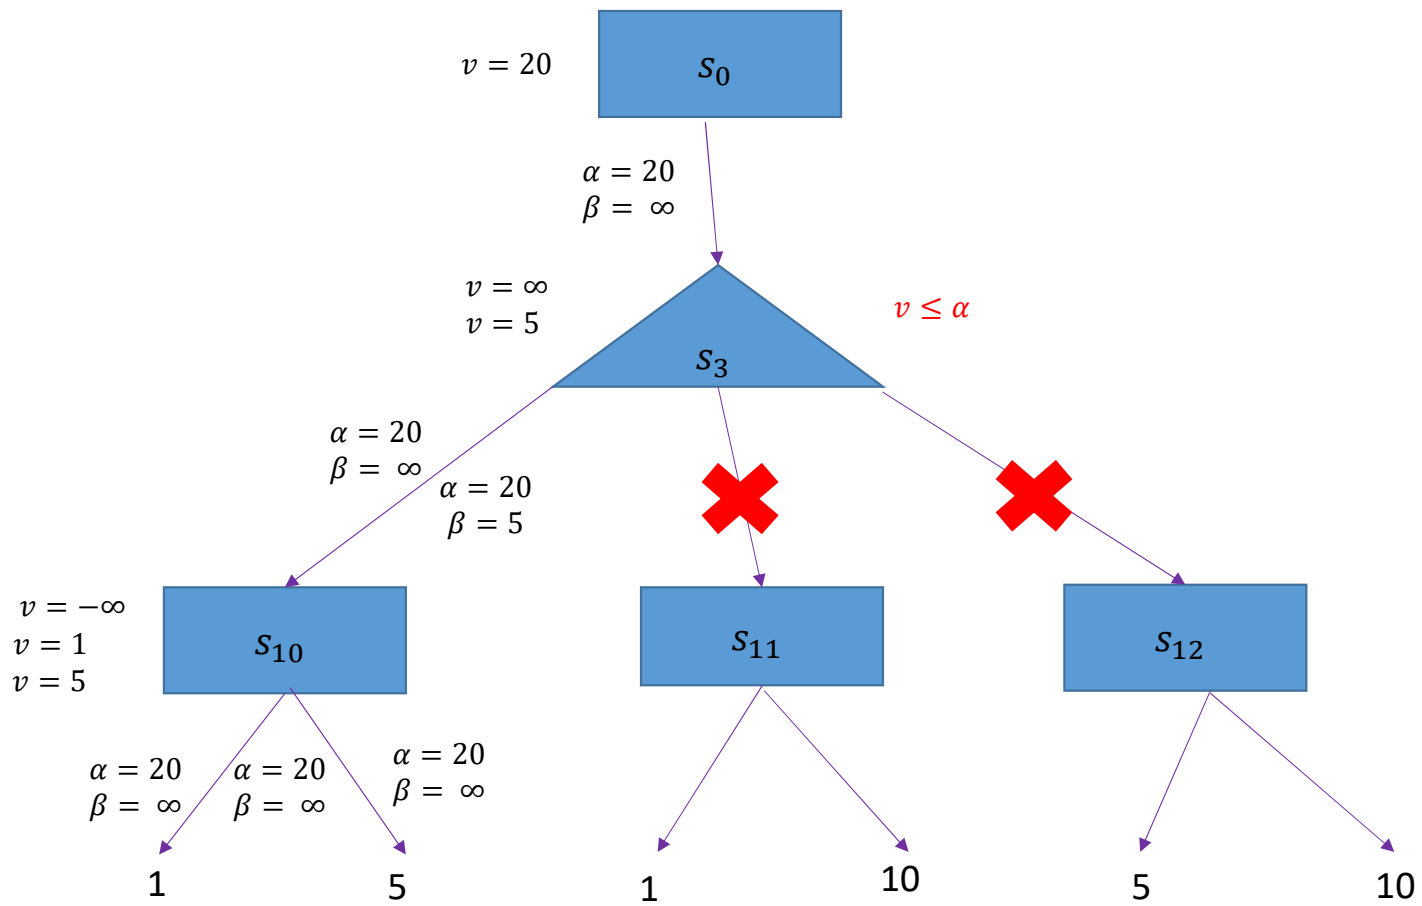 𝑣 = 20
𝑠₀
𝛼 = 20
𝛽 = ∞
𝑣 = ∞
𝑣 = 5
𝑣 ≤ 𝛼
𝑠₃
𝛼 = 20
𝛽 = ∞
𝛼 = 20
𝛽 = 5
𝑣 = −∞
𝑣 = 1
𝑣 = 5
𝑠₁₀
𝑠₁₁
𝑠₁₂
𝛼 = 20
𝛽 = ∞
𝛼 = 20
𝛽 = ∞
𝛼 = 20
𝛽 = ∞
1
5
1
10
5
10